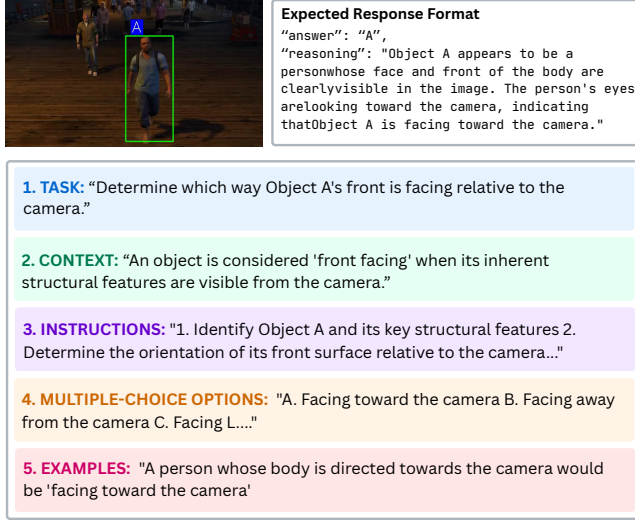 A
Expected Response Format
“answer”: “A”,
“reasoning”: "Object A appears to be a
personwhose face and front of the body are
clearlyvisible in the image. The person's eyes
arelooking toward the camera, indicating
thatObject A is facing toward the camera."
1. TASK: “Determine which way Object A's front is facing relative to the
camera.”
2. CONTEXT: “An object is considered 'front facing' when its inherent
structural features are visible from the camera.”
3. INSTRUCTIONS: "1. Identify Object A and its key structural features 2.
Determine the orientation of its front surface relative to the camera..."
4. MULTIPLE-CHOICE OPTIONS: "A. Facing toward the camera B. Facing away
from the camera C. Facing L...."
5. EXAMPLES: "A person whose body is directed towards the camera would
be 'facing toward the camera'